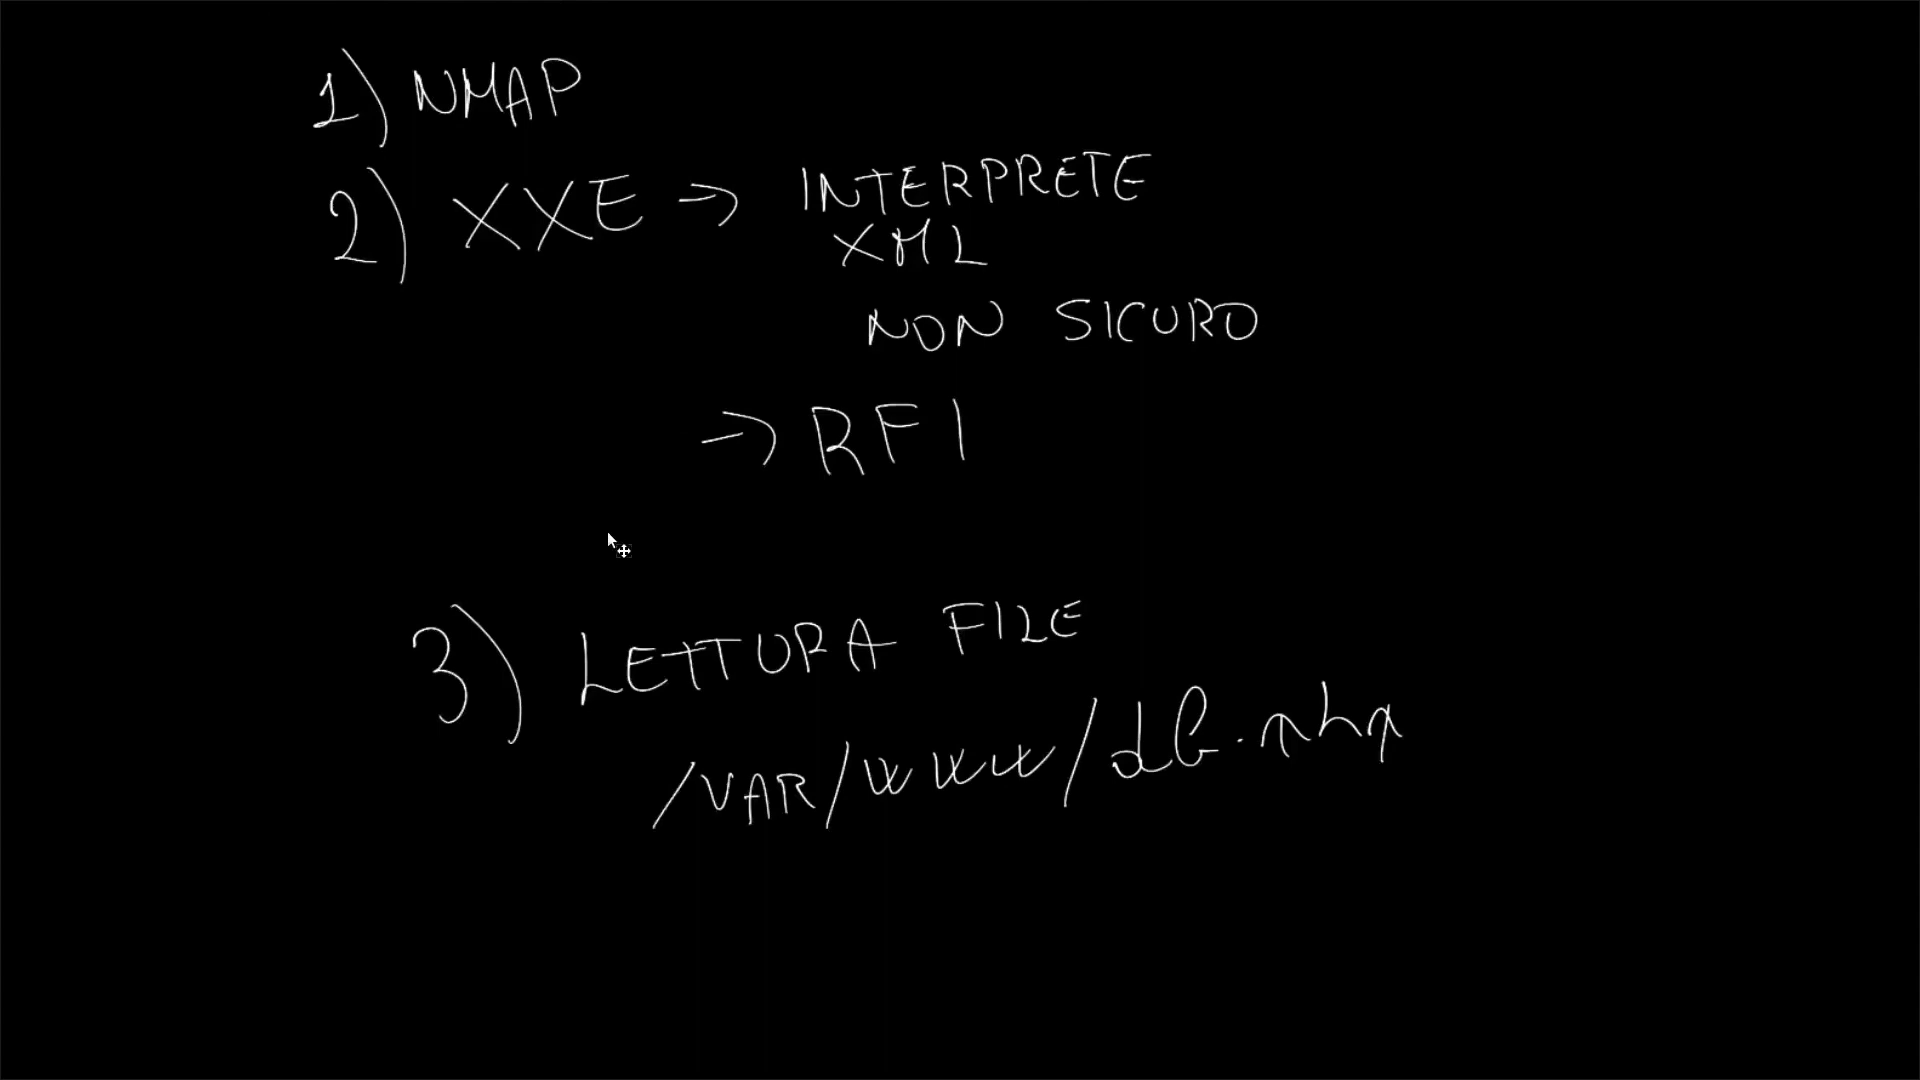 1) NMAP
2) XXE → INTERPRETE
XML
NON SICURO
→ RFI
3) LETTURA FILE
/VAR/WWW/db.php